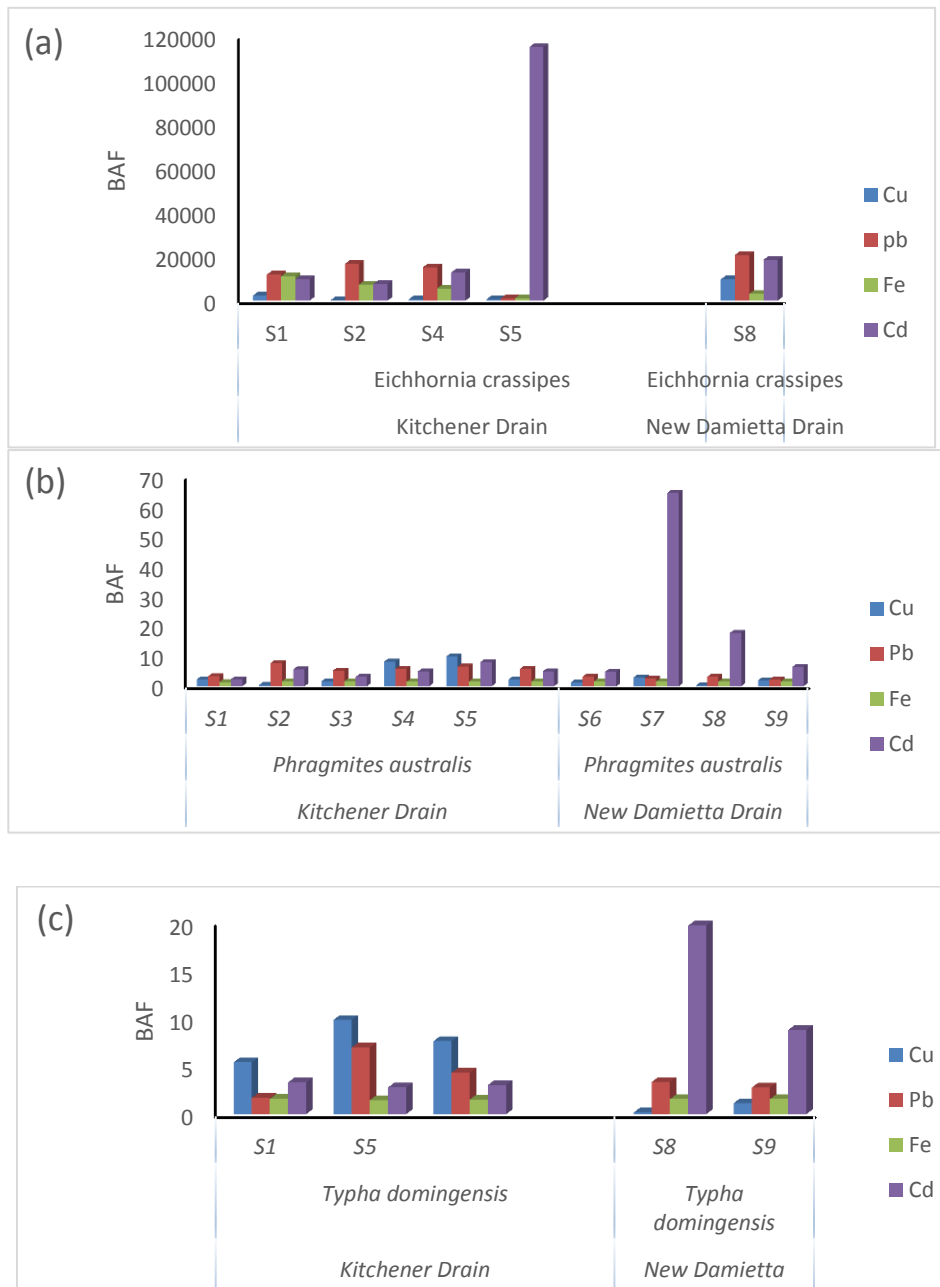 (a)
120000
100000
80000
60000
40000
20000
0
BAF
S1 S2 S4 S5 S8
Eichhornia crassipes Eichhornia crassipes
Kitchener Drain New Damietta Drain
Cu
pb
Fe
Cd
(b)
70
60
50
40
30
20
10
0
BAF
S1 S2 S3 S4 S5 S6 S7 S8 S9
Phragmites australis Phragmites australis
Kitchener Drain New Damietta Drain
Cu
Pb
Fe
Cd
(c)
20
15
10
5
0
BAF
S1 S5 S8 S9
Typha domingensis Typha
domingensis
Kitchener Drain New Damietta
Cu
Pb
Fe
Cd